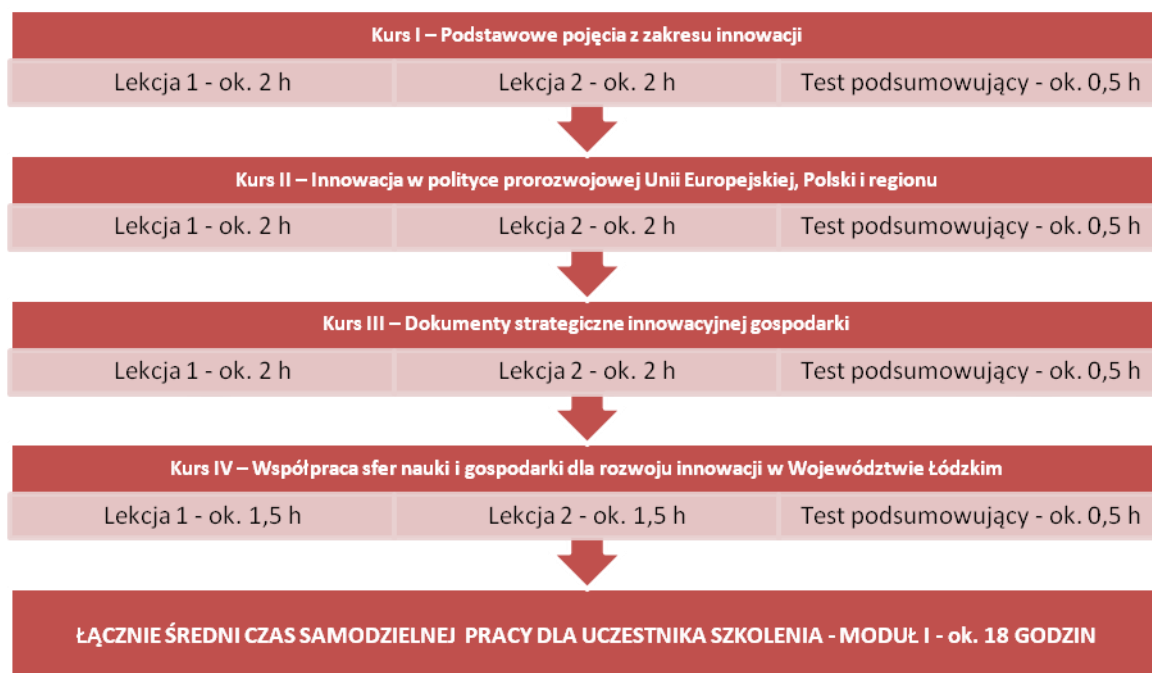 Kurs I – Podstawowe pojęcia z zakresu innowacji
Lekcja 1 - ok. 2 h Lekcja 2 - ok. 2 h Test podsumowujący - ok. 0,5 h
Kurs II – Innowacja w polityce prorozwojowej Unii Europejskiej, Polski i regionu
Lekcja 1 - ok. 2 h Lekcja 2 - ok. 2 h Test podsumowujący - ok. 0,5 h
Kurs III – Dokumenty strategiczne innowacyjnej gospodarki
Lekcja 1 - ok. 2 h Lekcja 2 - ok. 2 h Test podsumowujący - ok. 0,5 h
Kurs IV – Współpraca sfer nauki i gospodarki dla rozwoju innowacji w Województwie Łódzkim
Lekcja 1 - ok. 1,5 h Lekcja 2 - ok. 1,5 h Test podsumowujący - ok. 0,5 h
ŁĄCZNIE ŚREDNI CZAS SAMODZIELNEJ PRACY DLA UCZESTNIKA SZKOLENIA - MODUŁ I - ok. 18 GODZIN